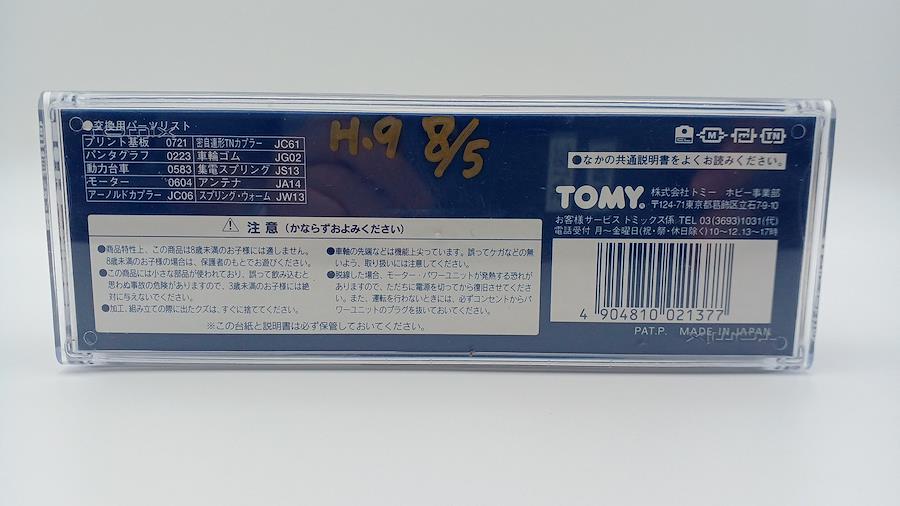 ●交換用パーツリスト
プリント基板 0721 密自連形TNカプラー JC61
パンタグラフ 0223 車輪ゴム JG02
動力台車 0583 集電スプリング JS13
モーター 0604 アンテナ JA14
アーノルドカプラー JC06 スプリング・ウォーム JW13
H.9 8/5
M TN
●なかの共通説明書をよくお読みください。
TOMY® 株式会社トミー ホビー事業部
〒124-71東京都葛飾区立石7-9-10
お客様サービス トミックス係 TEL 03(3693)1031(代)
電話受付 月〜金曜日(祝・祭・休日除く)10〜12、13〜17時
⚠ 注意 (かならずおよみください)
●商品特性上、この商品は8歳未満のお子様には適しません。
8歳未満のお子様の場合は、保護者のもとでお遊びください。
●この商品には小さな部品が使われており、誤って飲み込むと
思わぬ事故の危険がありますので、3歳未満のお子様には絶
対に与えないでください。
●加工、組み立ての際に出たクズは、すぐに捨ててください。
●車軸の先端などは機能上尖っています。誤ってケガなどの無
いよう、取り扱いには注意してください。
●脱線した場合、モーター・パワーユニットが発熱する恐れが
ありますので、ただちに電源を切ってから復旧させてくださ
い。また、運転を行わないときには、必ずコンセントからパ
ワーユニットのプラグを抜いておいてください。
※この台紙と説明書は必ず保管しておいてください。
4 904810 021377
PAT.P. MADE IN JAPAN
TOMIX
TOMIX